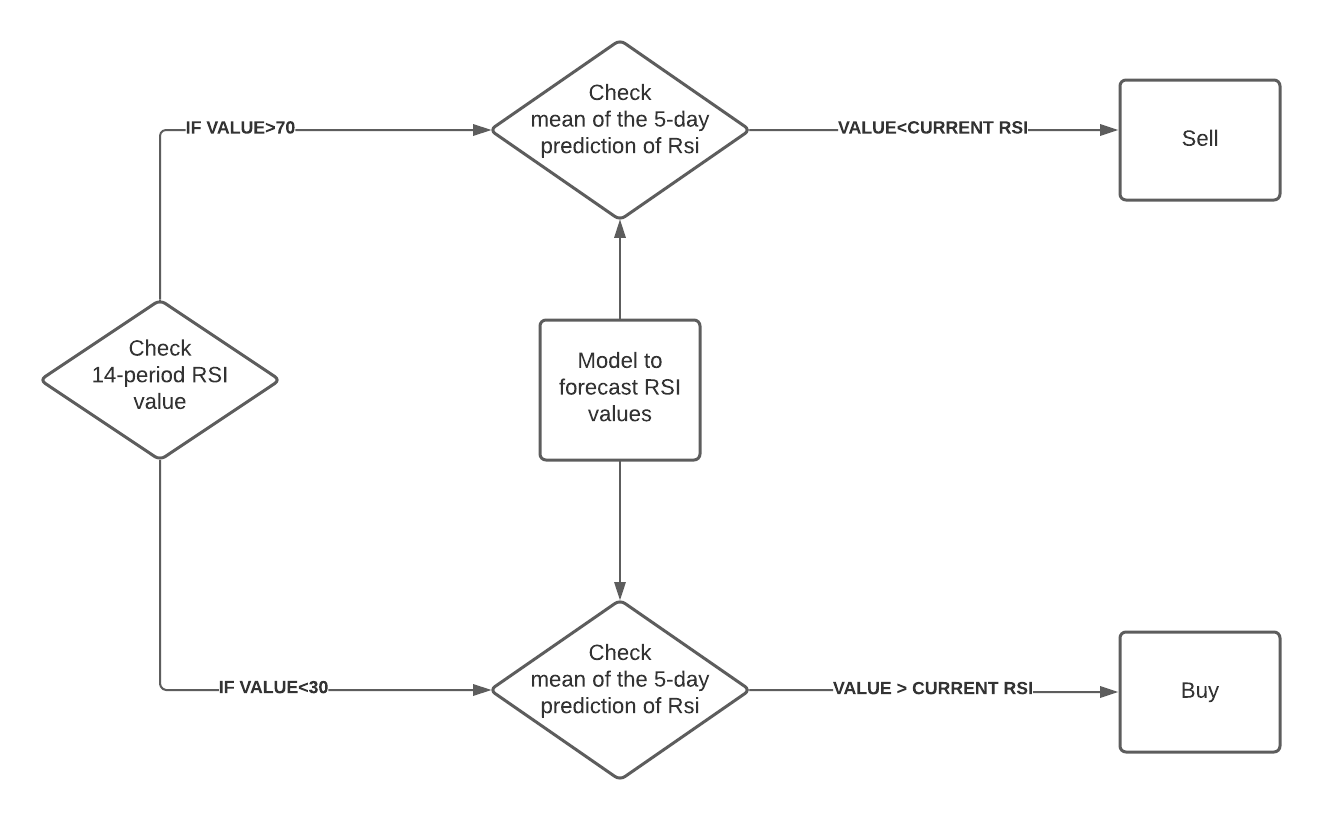 Check
mean of the 5-day
prediction of Rsi
IF VALUE>70
VALUE<CURRENT RSI
Sell
Check
14-period RSI
value
Model to
forecast RSI
values
Check
mean of the 5-day
prediction of Rsi
IF VALUE<30
VALUE > CURRENT RSI
Buy